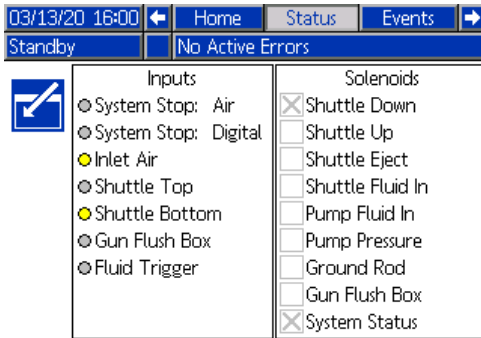 03/13/20 16:00 Home Status Events
Standby No Active Errors
Inputs
System Stop: Air
System Stop: Digital
Inlet Air
Shuttle Top
Shuttle Bottom
Gun Flush Box
Fluid Trigger
Solenoids
Shuttle Down
Shuttle Up
Shuttle Eject
Shuttle Fluid In
Pump Fluid In
Pump Pressure
Ground Rod
Gun Flush Box
System Status